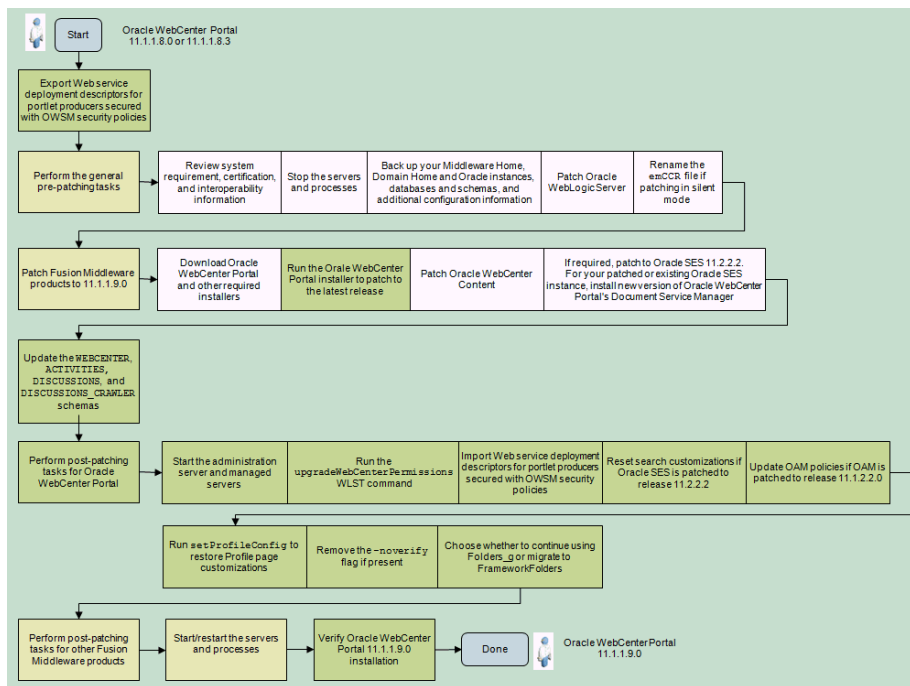 Start
Oracle WebCenter Portal
11.1.1.8.0 or 11.1.1.8.3
Export Web service
deployment descriptors for
portlet producers secured
with OWSM security policies
Perform the general
pre-patching tasks
Review system
requirement, certification,
and interoperability
information
Stop the servers
and processes
Back up your Middleware Home,
Domain Home and Oracle instances,
databases and schemas, and
additional configuration information
Patch Oracle
WebLogic Server
Rename the
emCCR file if
patching in silent
mode
Patch Fusion Middleware
products to 11.1.1.9.0
Download Oracle
WebCenter Portal
and other required
installers
Run the Orale WebCenter
Portal installer to patch to
the latest release
Patch Oracle WebCenter
Content
If required, patch to Oracle SES 11.2.2.2.
For your patched or existing Oracle SES
instance, install new version of Oracle WebCenter
Portal's Document Service Manager
Update the WEBCENTER,
ACTIVITIES,
DISCUSSIONS, and
DISCUSSIONS_CRAWLER
schemas
Perform post-patching
tasks for Oracle
WebCenter Portal
Start the administration
server and managed
servers
Run the
upgradeWebCenterPermissions
WLST command
Import Web service deployment
descriptors for portlet producers
secured with OWSM security
policies
Reset search customizations if
Oracle SES is patched to
release 11.2.2.2
Update OAM policies if OAM is
patched to release 11.1.2.2.0
Run setProfileConfig to
restore Profile page
customizations
Remove the -noverify
flag if present
Choose whether to continue using
Folders_g or migrate to
FrameworkFolders
Perform post-patching
tasks for other Fusion
Middleware products
Start/restart the servers
and processes
Verify Oracle WebCenter
Portal 11.1.1.9.0
installation
Done
Oracle WebCenter Portal
11.1.1.9.0